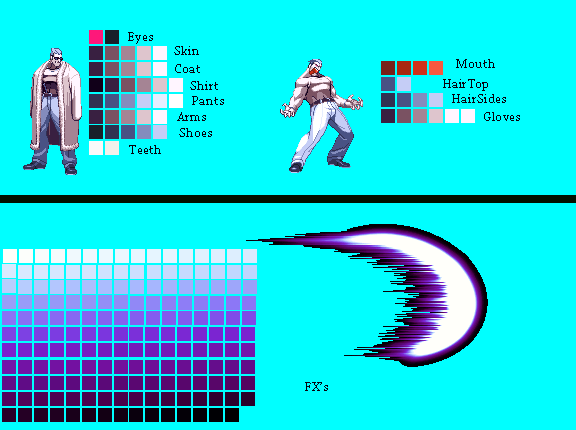 Eyes
Skin
Coat
Shirt
Pants
Arms
Shoes
Teeth
Mouth
HairTop
HairSides
Gloves
FX's